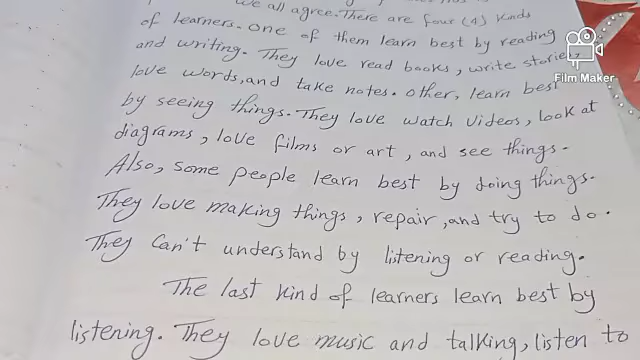 We all agree. There are four (4) kinds
of learners. One of them learn best by reading
and writing. They love read books, write stories,
love words, and take notes. Other, learn best
by seeing things. They love watch videos, look at
diagrams, love films or art, and see things.
Also, some people learn best by doing things.
They love making things, repair, and try to do.
They can't understand by listening or reading.
The last kind of learners learn best by
listening. They love music and talking, listen to
Film Maker